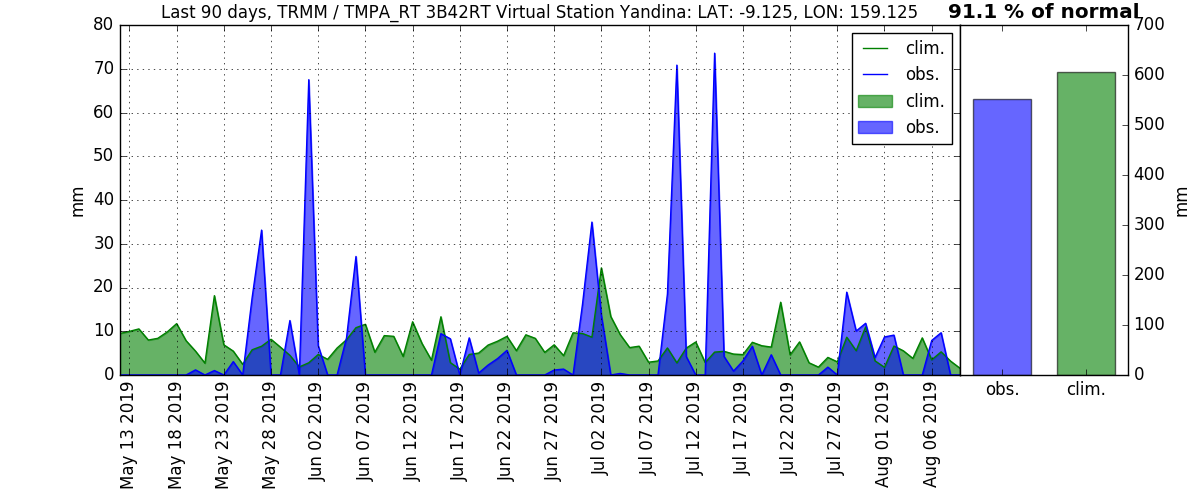 Last 90 days, TRMM / TMPA_RT 3B42RT Virtual Station Yandina: LAT: -9.125, LON: 159.125
91.1 % of normal
80
70
60
50
40
30
20
10
0
mm
clim.
obs.
clim.
obs.
700
600
500
400
300
200
100
0
mm
May 13 2019
May 18 2019
May 23 2019
May 28 2019
Jun 02 2019
Jun 07 2019
Jun 12 2019
Jun 17 2019
Jun 22 2019
Jun 27 2019
Jul 02 2019
Jul 07 2019
Jul 12 2019
Jul 17 2019
Jul 22 2019
Jul 27 2019
Aug 01 2019
Aug 06 2019
obs.
clim.